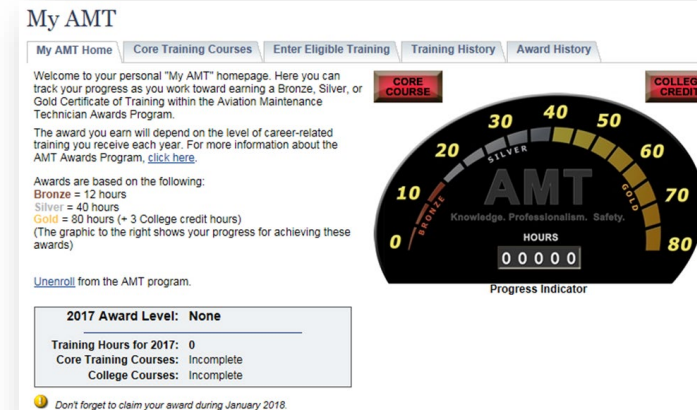 My AMT
My AMT Home
Core Training Courses
Enter Eligible Training
Training History
Award History
Welcome to your personal "My AMT" homepage. Here you can
track your progress as you work toward earning a Bronze, Silver, or
Gold Certificate of Training within the Aviation Maintenance
Technician Awards Program.
The award you earn will depend on the level of career-related
training you receive each year. For more information about the
AMT Awards Program, click here.
Awards are based on the following:
Bronze = 12 hours
Silver = 40 hours
Gold = 80 hours (+ 3 College credit hours)
(The graphic to the right shows your progress for achieving these
awards)
Unenroll from the AMT program.
2017 Award Level: None
Training Hours for 2017: 0
Core Training Courses: Incomplete
College Courses: Incomplete
Don't forget to claim your award during January 2018.
CORE
COURSE
COLLEG
CREDIT
0
10
20
30
40
50
60
70
80
BRONZE
SILVER
GOLD
AMT
Knowledge. Professionalism. Safety.
HOURS
0 0 0 0 0
Progress Indicator